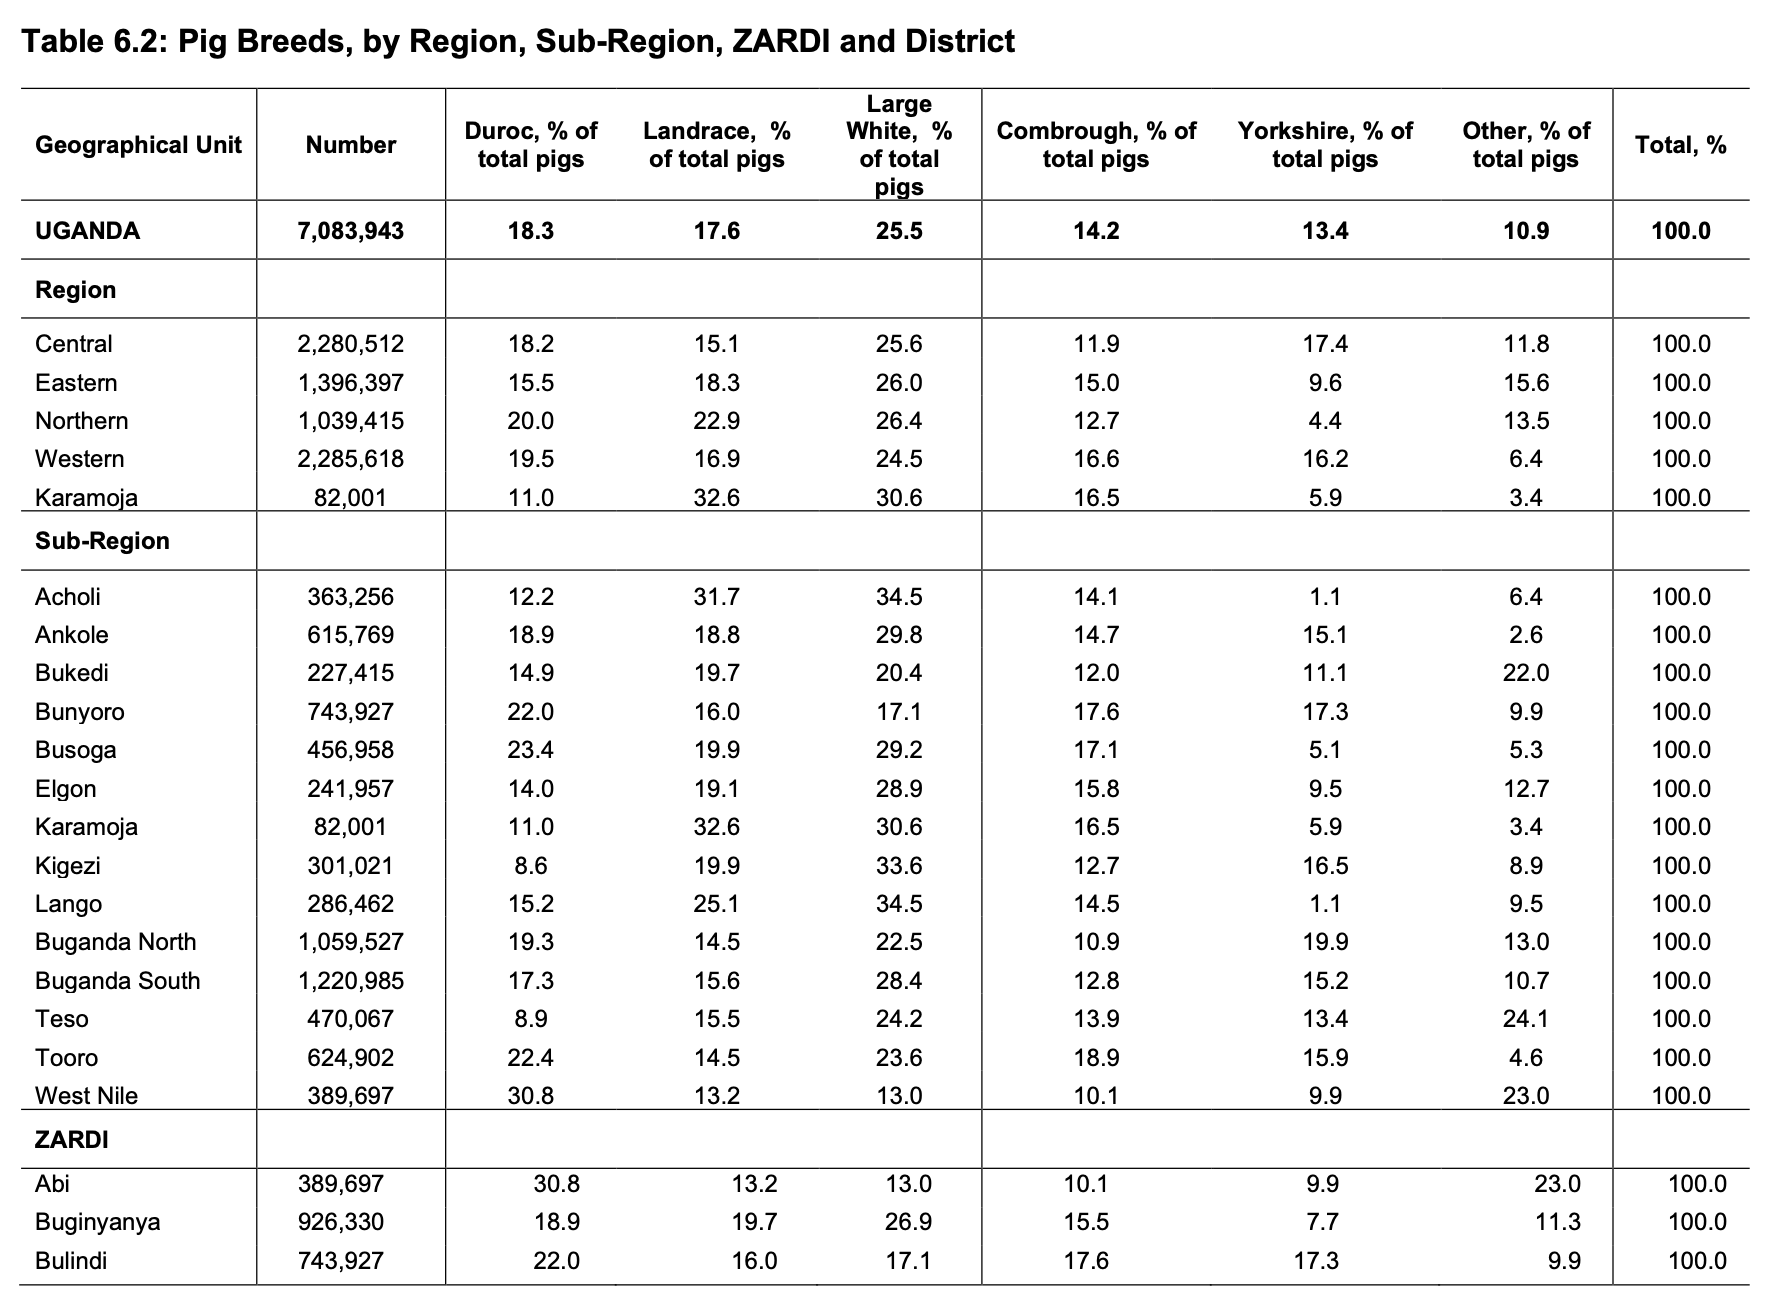 Table 6.2: Pig Breeds, by Region, Sub-Region, ZARDI and District
Geographical Unit Number Duroc, % of total pigs Landrace, % of total pigs Large White, % of total pigs Combrough, % of total pigs Yorkshire, % of total pigs Other, % of total pigs Total, %
UGANDA 7,083,943 18.3 17.6 25.5 14.2 13.4 10.9 100.0
Region
Central 2,280,512 18.2 15.1 25.6 11.9 17.4 11.8 100.0
Eastern 1,396,397 15.5 18.3 26.0 15.0 9.6 15.6 100.0
Northern 1,039,415 20.0 22.9 26.4 12.7 4.4 13.5 100.0
Western 2,285,618 19.5 16.9 24.5 16.6 16.2 6.4 100.0
Karamoja 82,001 11.0 32.6 30.6 16.5 5.9 3.4 100.0
Sub-Region
Acholi 363,256 12.2 31.7 34.5 14.1 1.1 6.4 100.0
Ankole 615,769 18.9 18.8 29.8 14.7 15.1 2.6 100.0
Bukedi 227,415 14.9 19.7 20.4 12.0 11.1 22.0 100.0
Bunyoro 743,927 22.0 16.0 17.1 17.6 17.3 9.9 100.0
Busoga 456,958 23.4 19.9 29.2 17.1 5.1 5.3 100.0
Elgon 241,957 14.0 19.1 28.9 15.8 9.5 12.7 100.0
Karamoja 82,001 11.0 32.6 30.6 16.5 5.9 3.4 100.0
Kigezi 301,021 8.6 19.9 33.6 12.7 16.5 8.9 100.0
Lango 286,462 15.2 25.1 34.5 14.5 1.1 9.5 100.0
Buganda North 1,059,527 19.3 14.5 22.5 10.9 19.9 13.0 100.0
Buganda South 1,220,985 17.3 15.6 28.4 12.8 15.2 10.7 100.0
Teso 470,067 8.9 15.5 24.2 13.9 13.4 24.1 100.0
Tooro 624,902 22.4 14.5 23.6 18.9 15.9 4.6 100.0
West Nile 389,697 30.8 13.2 13.0 10.1 9.9 23.0 100.0
ZARDI
Abi 389,697 30.8 13.2 13.0 10.1 9.9 23.0 100.0
Buginyanya 926,330 18.9 19.7 26.9 15.5 7.7 11.3 100.0
Bulindi 743,927 22.0 16.0 17.1 17.6 17.3 9.9 100.0